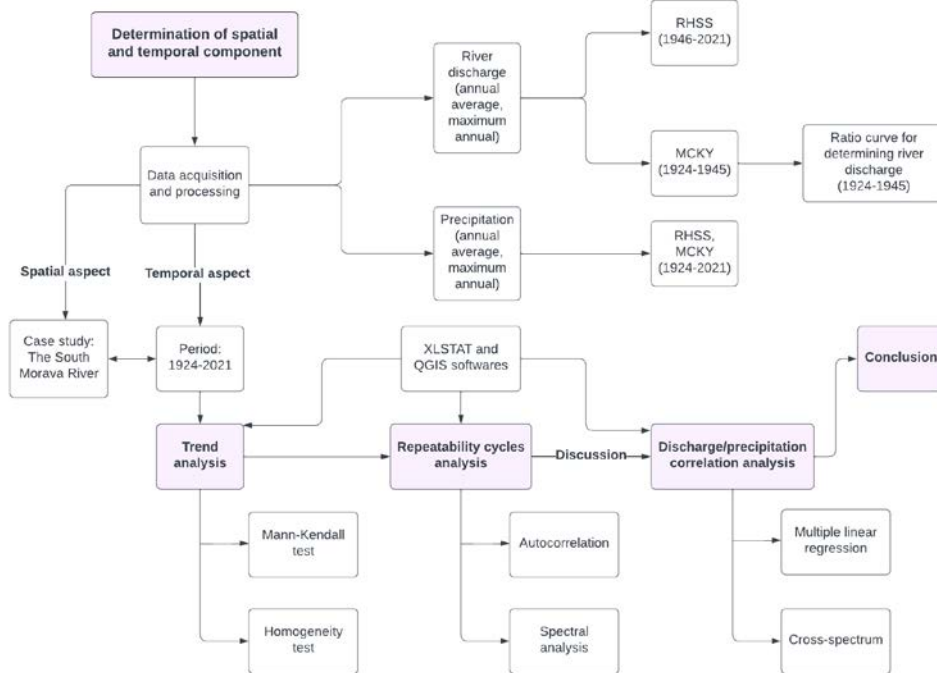 Determination of spatial
and temporal component
RHSS
(1946-2021)
River
discharge
(annual
average,
maximum
annual)
Data acquisition
and processing
MCKY
(1924-1945)
Ratio curve for
determining river
discharge
(1924-1945)
Precipitation
(annual
average,
maximum
annual)
RHSS,
MCKY
(1924-2021)
Spatial aspect
Temporal aspect
Case study:
The South
Morava River
Period:
1924-2021
XLSTAT and
QGIS softwares
Conclusion
Trend
analysis
Repeatability cycles
analysis
Discussion
Discharge/precipitation
correlation analysis
Mann-Kendall
test
Autocorrelation
Multiple linear
regression
Homogeneity
test
Spectral
analysis
Cross-spectrum